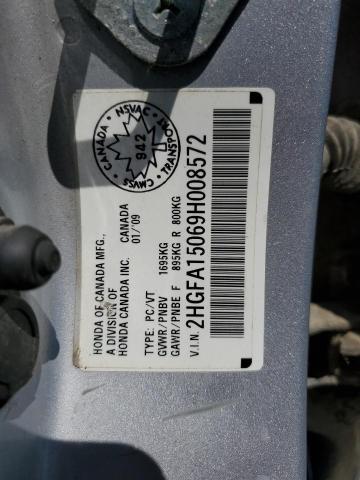 HONDA OF CANADA MFG.,
A DIVISION OF
HONDA CANADA INC. CANADA
01/'09
TYPE: PC/VT
GVWR/PNBV 1695KG
GAWR/PNBE F 895KG R 800KG
V.I.N. 2HGFA15069H008572
CANADA
NSVAC
TRANSPORT
CMVSS
942